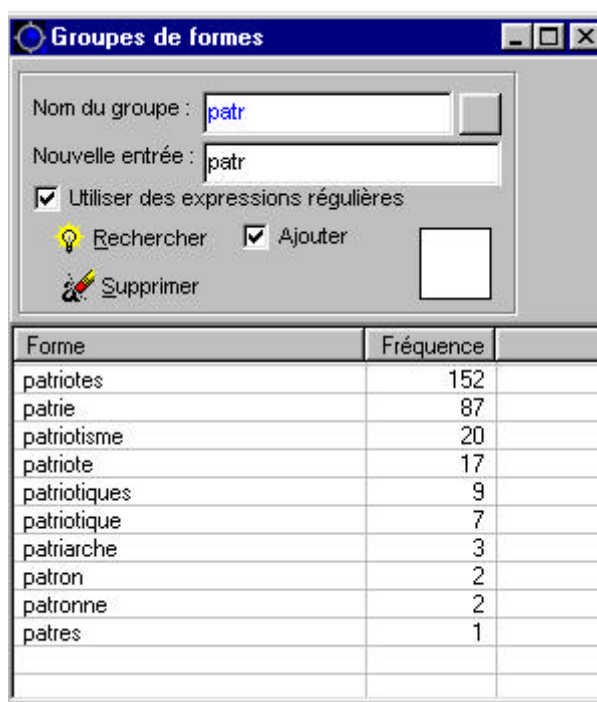 Groupes de formes
Nom du groupe : patr
Nouvelle entrée : patr
Utiliser des expressions régulières
Rechercher Ajouter
Supprimer
Forme Fréquence
patriotes 152
patrie 87
patriotisme 20
patriote 17
patriotiques 9
patriotique 7
patriarche 3
patron 2
patronne 2
patres 1